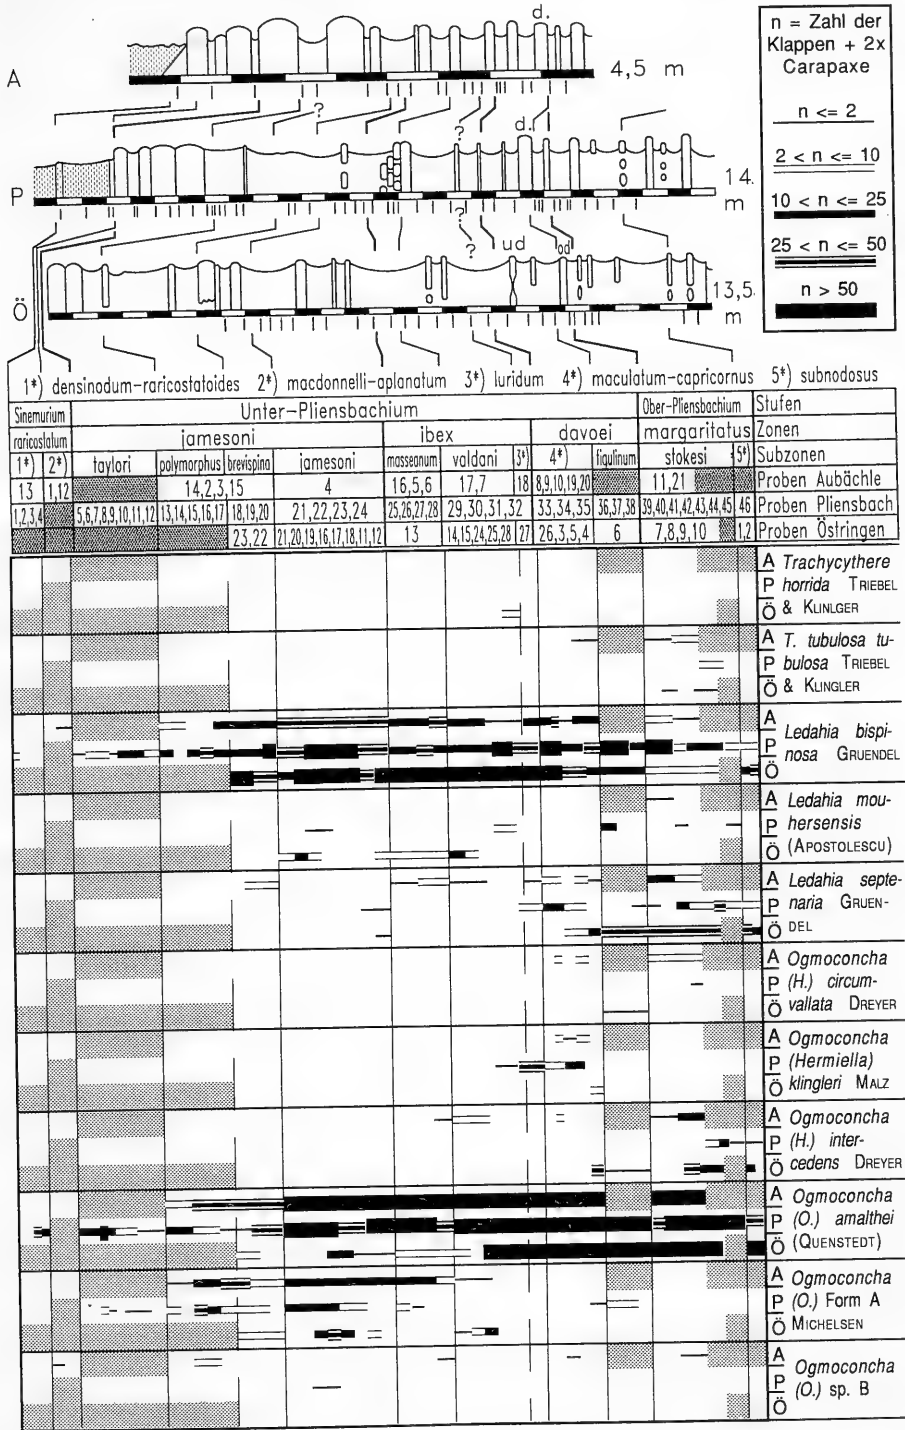 d.
A
4,5 m
?
?
d.
P
14.
m
?
?
ud
od
Ö
13,5
m
n = Zahl der
Klappen + 2x
Carapaxe
n <= 2
2 < n <= 10
10 < n <= 25
25 < n <= 50
n > 50
1*) densinodum-raricostatoides 2*) macdonnelli-aplanatum 3*) luridum 4*) maculatum-capricornus 5*) subnodosus
Sinemurium Unter-Pliensbachium Ober-Pliensbachium Stufen
raricostatum jamesoni ibex davoei margaritatus Zonen
1*) 2*) taylori polymorphus brevispina jamesoni masseanum valdani 3*) 4*) figulinum stokesi 5*) Subzonen
13 1,12 14,2,3,15 4 16,5,6 17,7 18 8,9,10,19,20 11,21 Proben Aubächle
1,2,3,4 5,6,7,8,9,10,11,12 13,14,15,16,17 18,19,20 21,22,23,24 25,26,27,28 29,30,31,32 33,34,35 36,37,38 39,40,41,42,43,44,45 46 Proben Pliensbach
23,22 21,20,19,16,17,18,11,12 13 14,15,24,25,28 27 26,3,5,4 6 7,8,9,10 1,2 Proben Östringen
A Trachycythere
P horrida TRIEBEL
Ö & KLINLGER
A T. tubulosa tu-
P bulosa TRIEBEL
Ö & KLINGLER
A Ledahia bispi-
P nosa GRUENDEL
Ö
A Ledahia mou-
P hersensis
Ö (APOSTOLESCU)
A Ledahia septe-
P naria GRUEN-
Ö DEL
A Ogmoconcha
P (H.) circum-
Ö vallata DREYER
A Ogmoconcha
P (Hermiella)
Ö klingleri MALZ
A Ogmoconcha
P (H.) inter-
Ö cedens DREYER
A Ogmoconcha
P (O.) amalthei
Ö (QUENSTEDT)
A Ogmoconcha
P (O.) Form A
Ö MICHELSEN
A Ogmoconcha
P (O.) sp. B
Ö